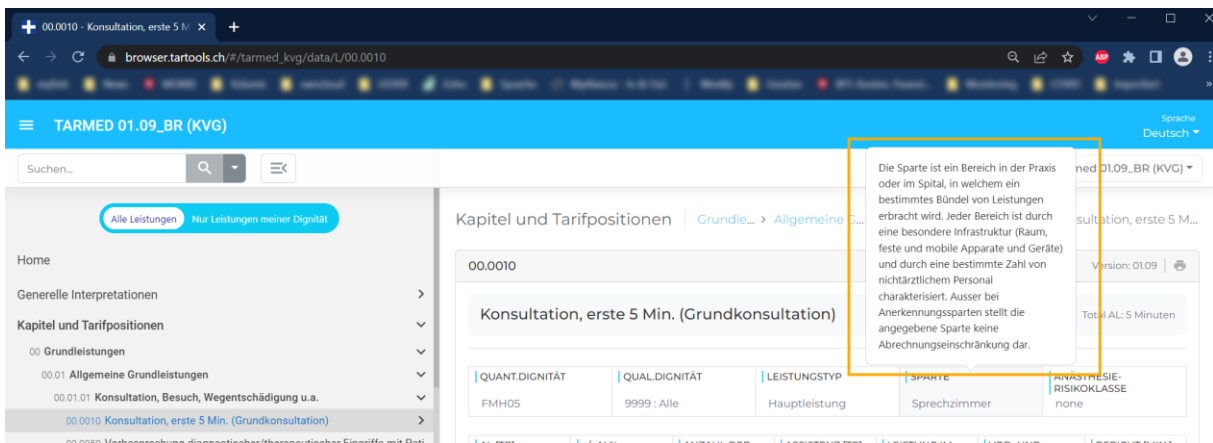 00.0010 - Konsultation, erste 5 M
browser.tartools.ch/#/tarmed_kvg/data/L/00.0010
ABP
TARMED 01.09_BR (KVG)
Sprache
Deutsch
Suchen...
Die Sparte ist ein Bereich in der Praxis
oder im Spital, in welchem ein
bestimmtes Bündel von Leistungen
erbracht wird. Jeder Bereich ist durch
eine besondere Infrastruktur (Raum,
feste und mobile Apparate und Geräte)
und durch eine bestimmte Zahl von
nichtärztlichem Personal
charakterisiert. Ausser bei
Anerkennungssparten stellt die
angegebene Sparte keine
Abrechnungseinschränkung dar.
med 01.09_BR (KVG)
Alle Leistungen Nur Leistungen meiner Dignität
Kapitel und Tarifpositionen Grundle... > Allgemeine G... sultation, erste 5 M...
Home
00.0010 Version: 01.09
Generelle Interpretationen
Konsultation, erste 5 Min. (Grundkonsultation) Total AL: 5 Minuten
Kapitel und Tarifpositionen
00 Grundleistungen
00.01 Allgemeine Grundleistungen
QUANT.DIGNITÄT QUAL.DIGNITÄT LEISTUNGSTYP SPARTE ANÄSTHESIE-
RISIKOKLASSE
00.01.01 Konsultation, Besuch, Wegentschädigung u.a.
FMH05 9999 : Alle Hauptleistung Sprechzimmer none
00.0010 Konsultation, erste 5 Min. (Grundkonsultation)